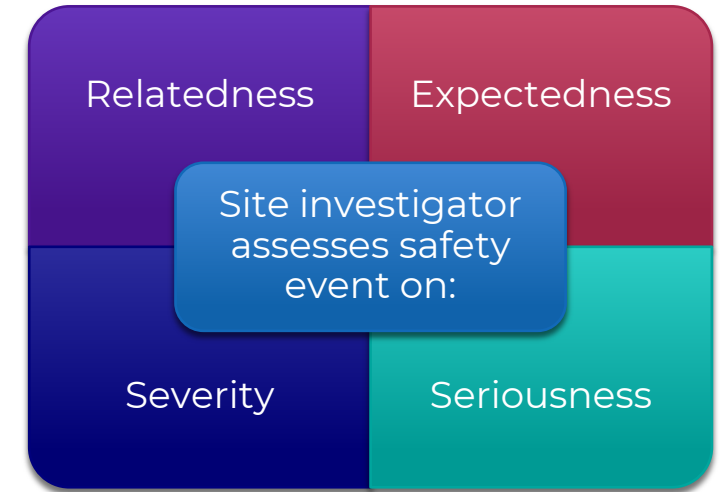 Relatedness
Expectedness
Site investigator
assesses safety
event on:
Severity
Seriousness